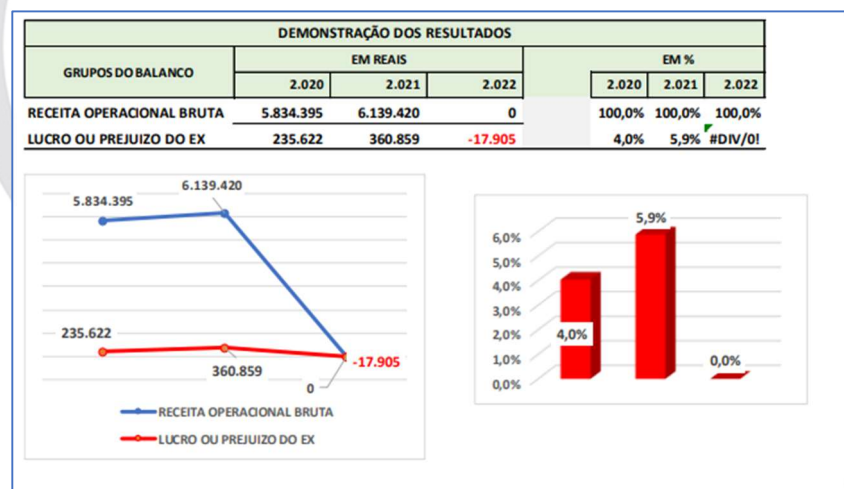 DEMONSTRAÇÃO DOS RESULTADOS
GRUPOS DO BALANCO EM REAIS EM %
2.020 2.021 2.022 2.020 2.021 2.022
RECEITA OPERACIONAL BRUTA 5.834.395 6.139.420 0 100,0% 100,0% 100,0%
LUCRO OU PREJUIZO DO EX 235.622 360.859 -17.905 4,0% 5,9% #DIV/0!
5.834.395
6.139.420
235.622
360.859
0
-17.905
RECEITA OPERACIONAL BRUTA
LUCRO OU PREJUIZO DO EX
6,0%
5,0%
4,0%
3,0%
2,0%
1,0%
0,0%
4,0%
5,9%
0,0%